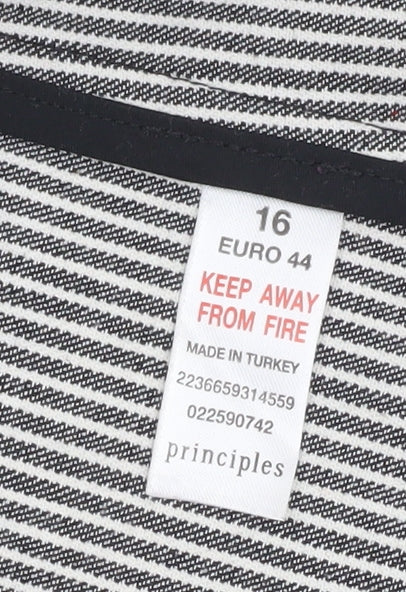 16
EURO 44
KEEP AWAY
FROM FIRE
MADE IN TURKEY
2236659314559
022590742
principles